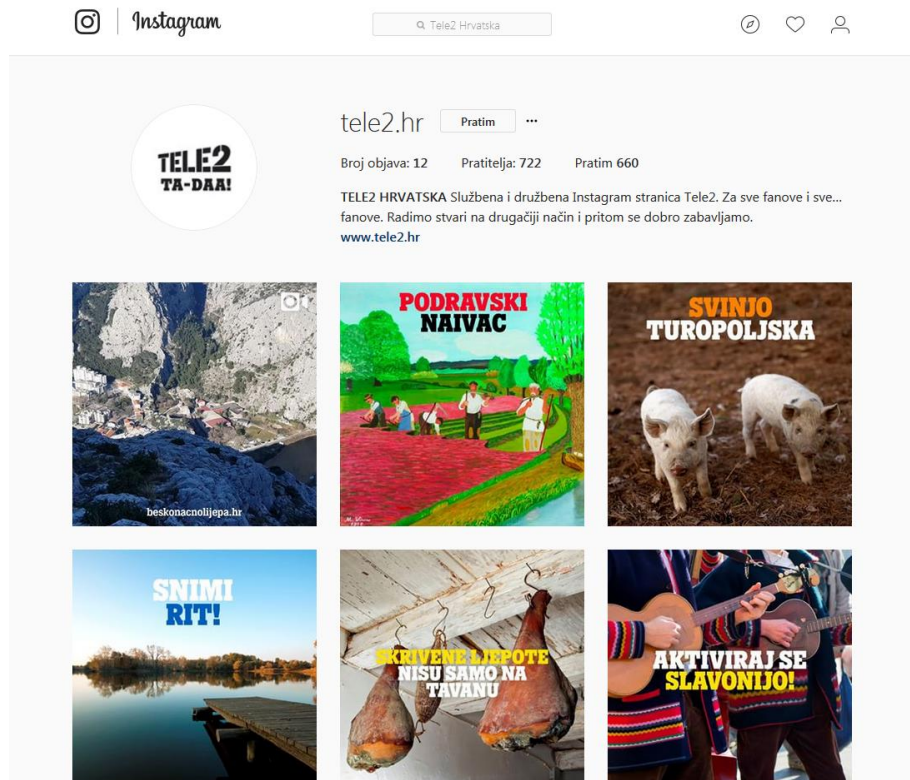 Instagram
Tele2 Hrvatska
TELE2
TA-DAA!
tele2.hr Pratim ...
Broj objava: 12 Pratitelja: 722 Pratim 660
TELE2 HRVATSKA Službena i družbena Instagram stranica Tele2. Za sve fanove i sve...
fanove. Radimo stvari na drugačiji način i pritom se dobro zabavljamo.
www.tele2.hr
beskonacnolijepa.hr
PODRAVSKI
NAIVAC
SVINJO
TUROPOLJSKA
SNIMI
RIT!
SKRIVENE LJEPOTE
NISU SAMO NA
TAVANU
AKTIVIRAJ SE
SLAVONIJO!